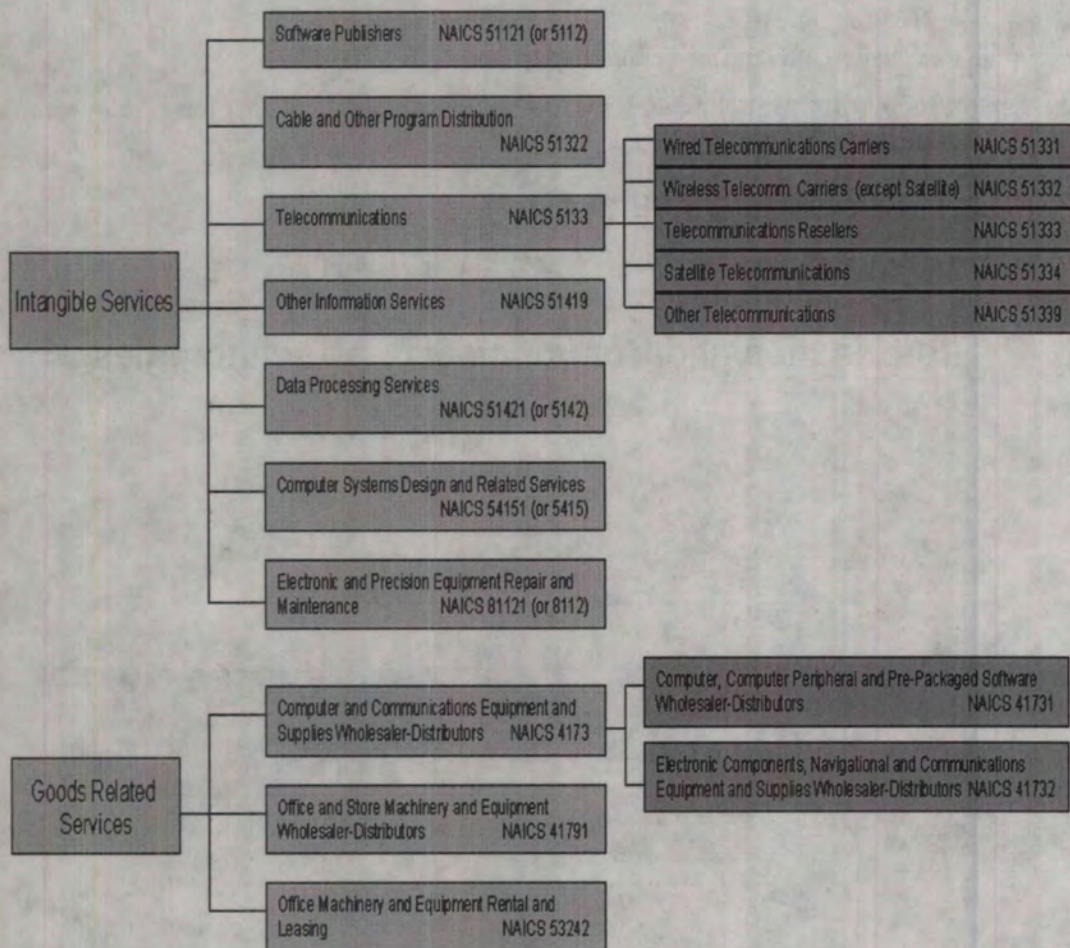 Intangible Services
Software Publishers NAICS 51121 (or 5112)
Cable and Other Program Distribution
NAICS 51322
Telecommunications NAICS 5133
Wired Telecommunications Carriers NAICS 51331
Wireless Telecomm. Carriers (except Satellite) NAICS 51332
Telecommunications Resellers NAICS 51333
Satellite Telecommunications NAICS 51334
Other Telecommunications NAICS 51339
Other Information Services NAICS 51419
Data Processing Services
NAICS 51421 (or 5142)
Computer Systems Design and Related Services
NAICS 54151 (or 5415)
Electronic and Precision Equipment Repair and
Maintenance NAICS 81121 (or 8112)
Goods Related
Services
Computer and Communications Equipment and
Supplies Wholesaler-Distributors NAICS 4173
Computer, Computer Peripheral and Pre-Packaged Software
Wholesaler-Distributors NAICS 41731
Electronic Components, Navigational and Communications
Equipment and Supplies Wholesaler-Distributors NAICS 41732
Office and Store Machinery and Equipment
Wholesaler-Distributors NAICS 41791
Office Machinery and Equipment Rental and
Leasing NAICS 53242